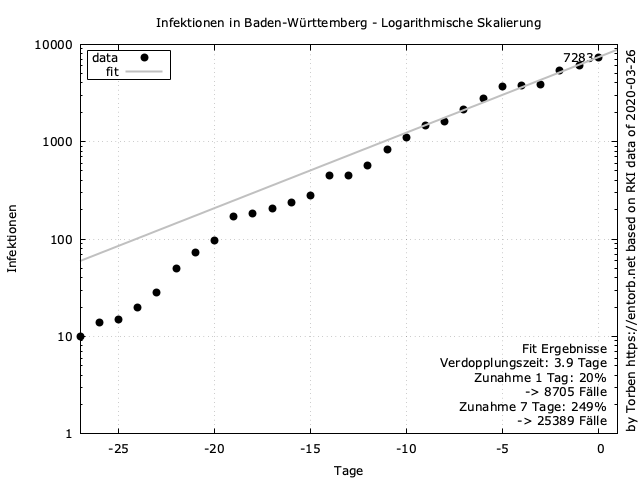 Infektionen in Baden-Württemberg - Logarithmische Skalierung
10000
1000
100
10
1
Infektionen
data
fit
7283
Fit Ergebnisse
Verdopplungszeit: 3.9 Tage
Zunahme 1 Tag: 20%
-> 8705 Fälle
Zunahme 7 Tage: 249%
-> 25389 Fälle
-25 -20 -15 -10 -5 0
Tage
by Torben https://entorb.net based on RKI data of 2020-03-26